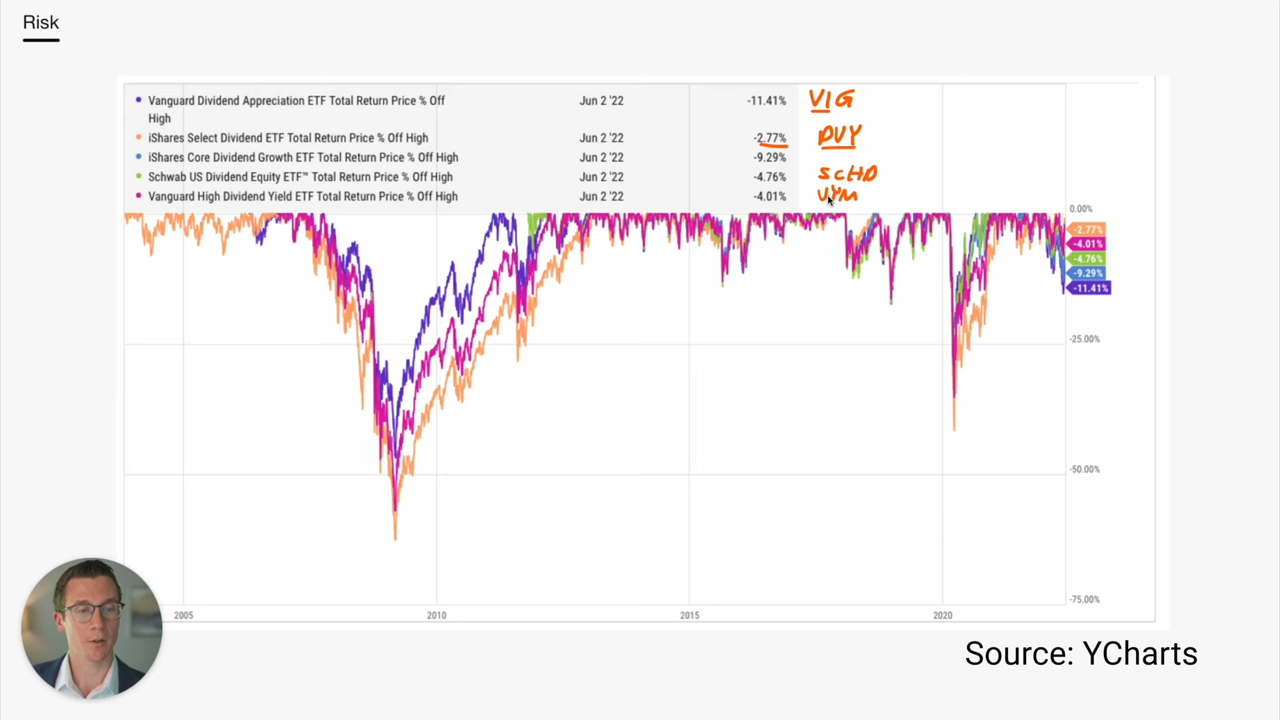 Risk
Vanguard Dividend Appreciation ETF Total Return Price % Off High Jun 2 '22 -11.41% VIG
iShares Select Dividend ETF Total Return Price % Off High Jun 2 '22 -2.77% DVY
iShares Core Dividend Growth ETF Total Return Price % Off High Jun 2 '22 -9.29%
Schwab US Dividend Equity ETF™ Total Return Price % Off High Jun 2 '22 -4.76% SCHD
Vanguard High Dividend Yield ETF Total Return Price % Off High Jun 2 '22 -4.01% VYM
0.00%
-2.77%
-4.01%
-4.76%
-9.29%
-11.41%
-25.00%
-50.00%
-75.00%
2005 2010 2015 2020
Source: YCharts